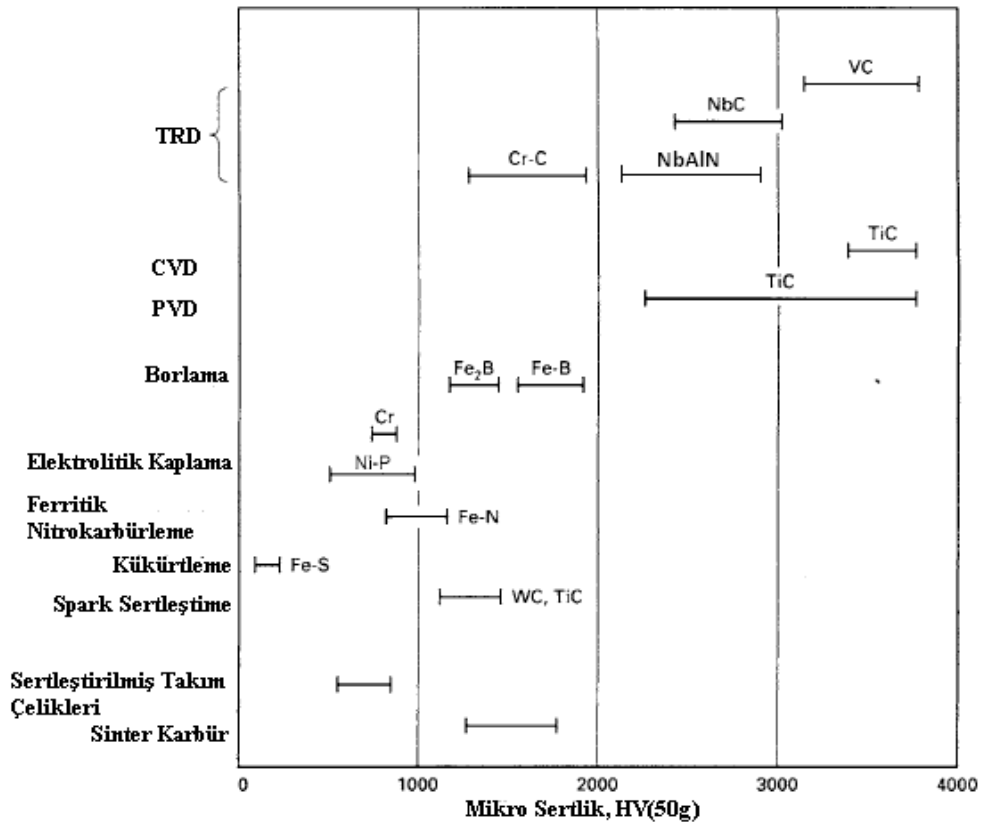 VC
NbC
TRD
Cr-C
NbAlN
TiC
CVD
TiC
PVD
Borlama
Fe₂B
Fe-B
Cr
Elektrolitik Kaplama
Ni-P
Ferritik
Nitrokarbürleme
Fe-N
Kükürtleme
Fe-S
Spark Sertleştime
WC, TiC
Sertleştirilmiş Takım
Çelikleri
Sinter Karbür
0 1000 2000 3000 4000
Mikro Sertlik, HV(50g)